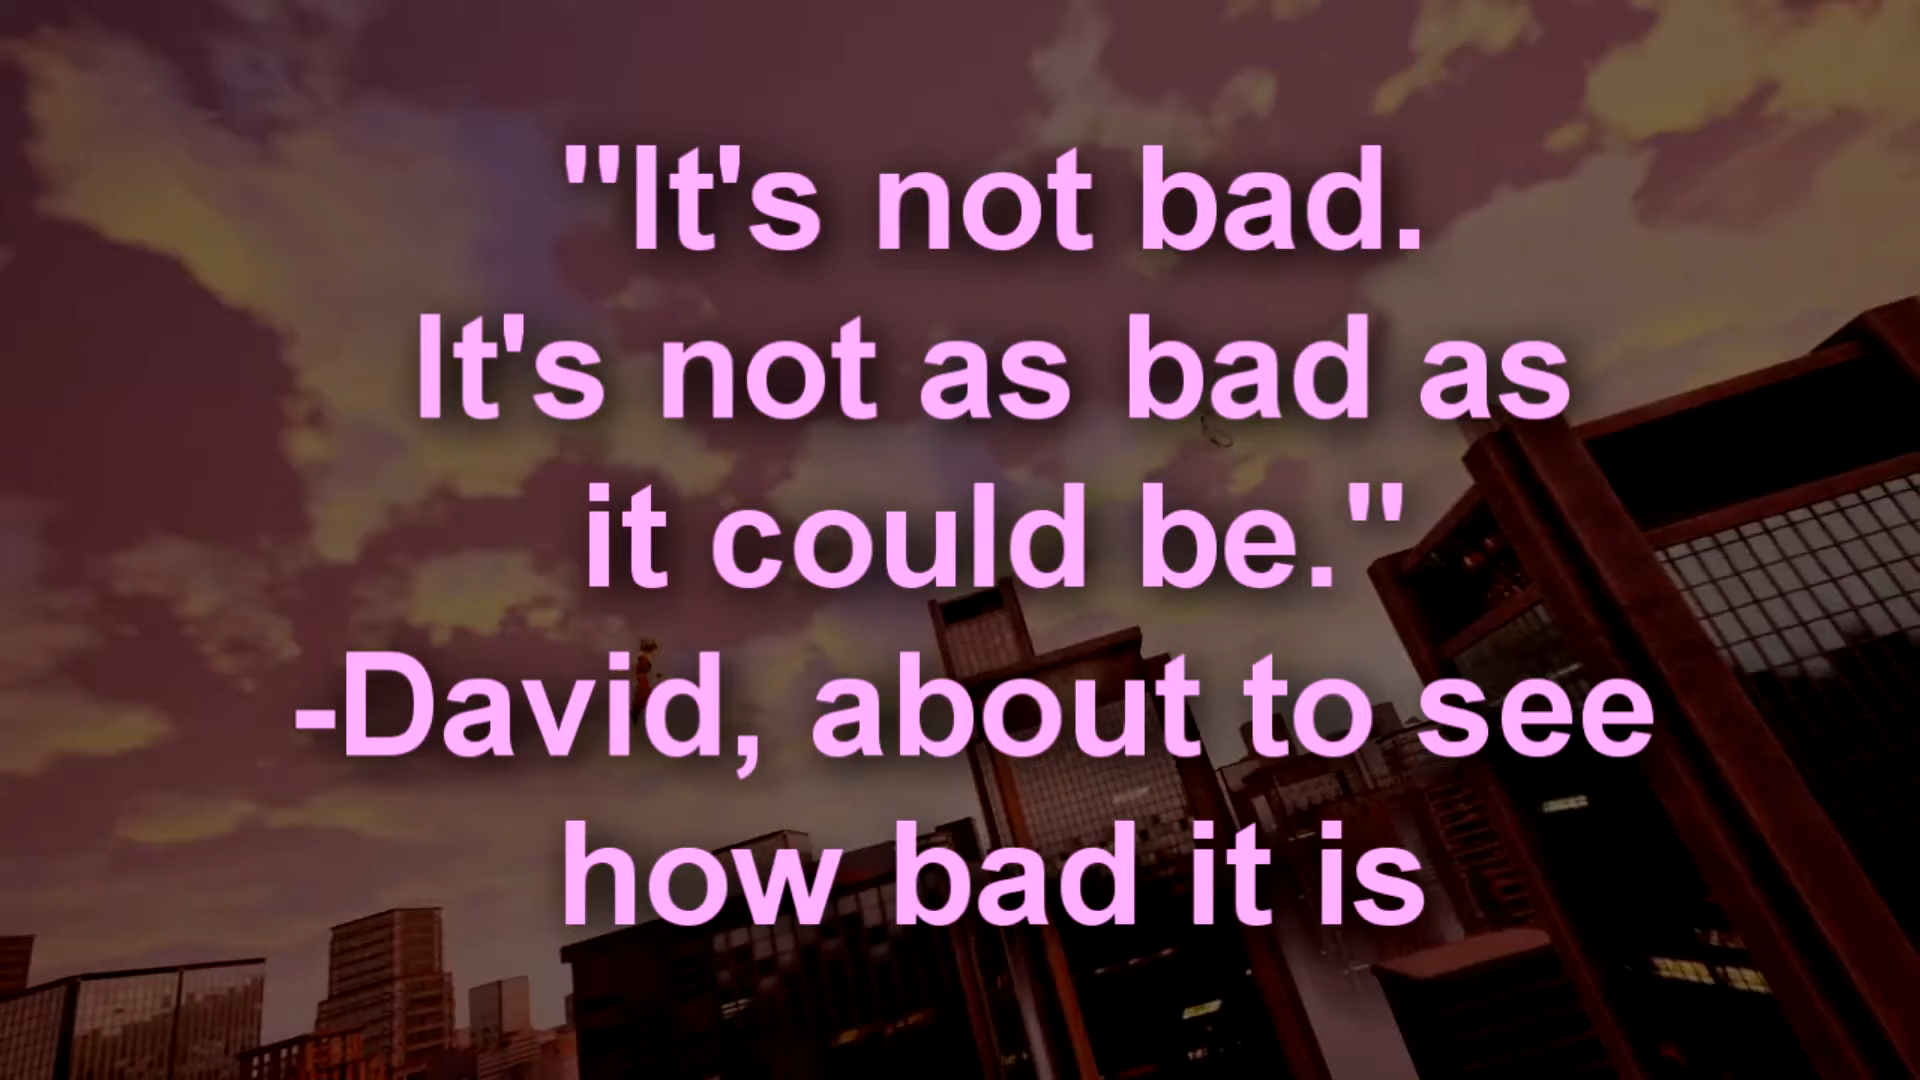 "It's not bad.
It's not as bad as
it could be."
-David, about to see
how bad it is